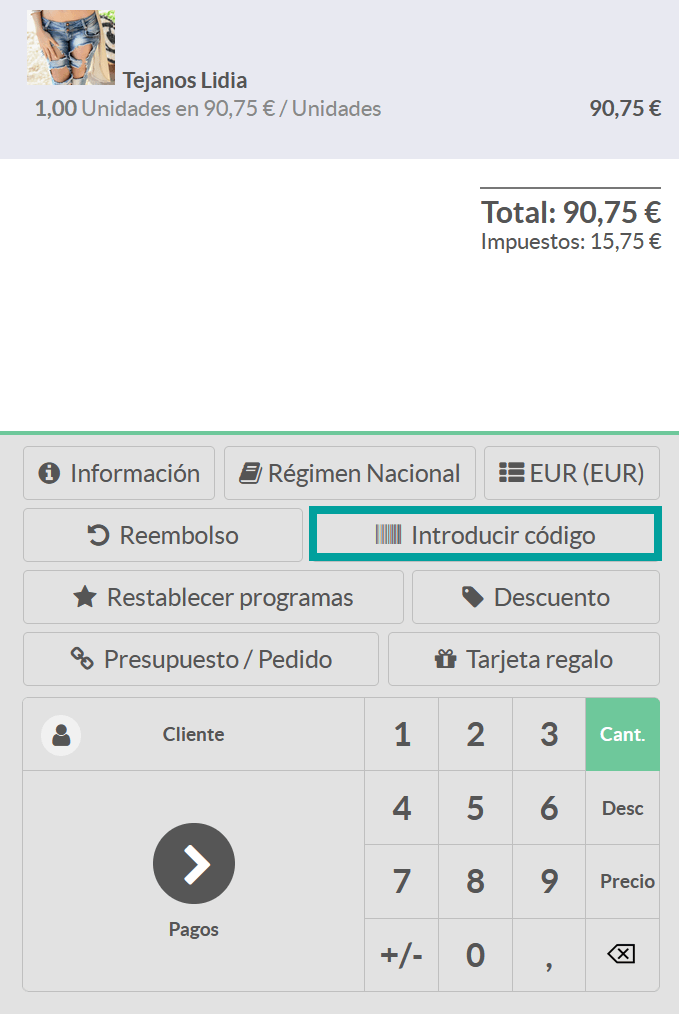 Tejanos Lidia
1,00 Unidades en 90,75 € / Unidades 90,75 €
Total: 90,75 €
Impuestos: 15,75 €
Información Régimen Nacional EUR (EUR)
Reembolso Introducir código
Restablecer programas Descuento
Presupuesto / Pedido Tarjeta regalo
Cliente 1 2 3 Cant.
4 5 6 Desc
7 8 9 Precio
Pagos
+/- 0 ,